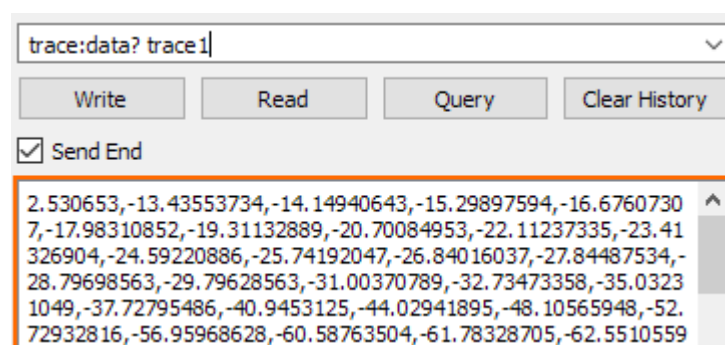 trace:data? trace1
Write Read Query Clear History
Send End
2.530653,-13.43553734,-14.14940643,-15.29897594,-16.6760730
7,-17.98310852,-19.31132889,-20.70084953,-22.11237335,-23.41
326904,-24.59220886,-25.74192047,-26.84016037,-27.84487534,-
28.79698563,-29.79628563,-31.00370789,-32.73473358,-35.0323
1049,-37.72795486,-40.9453125,-44.02941895,-48.10565948,-52.
72932816,-56.95968628,-60.58763504,-61.78328705,-62.5510559